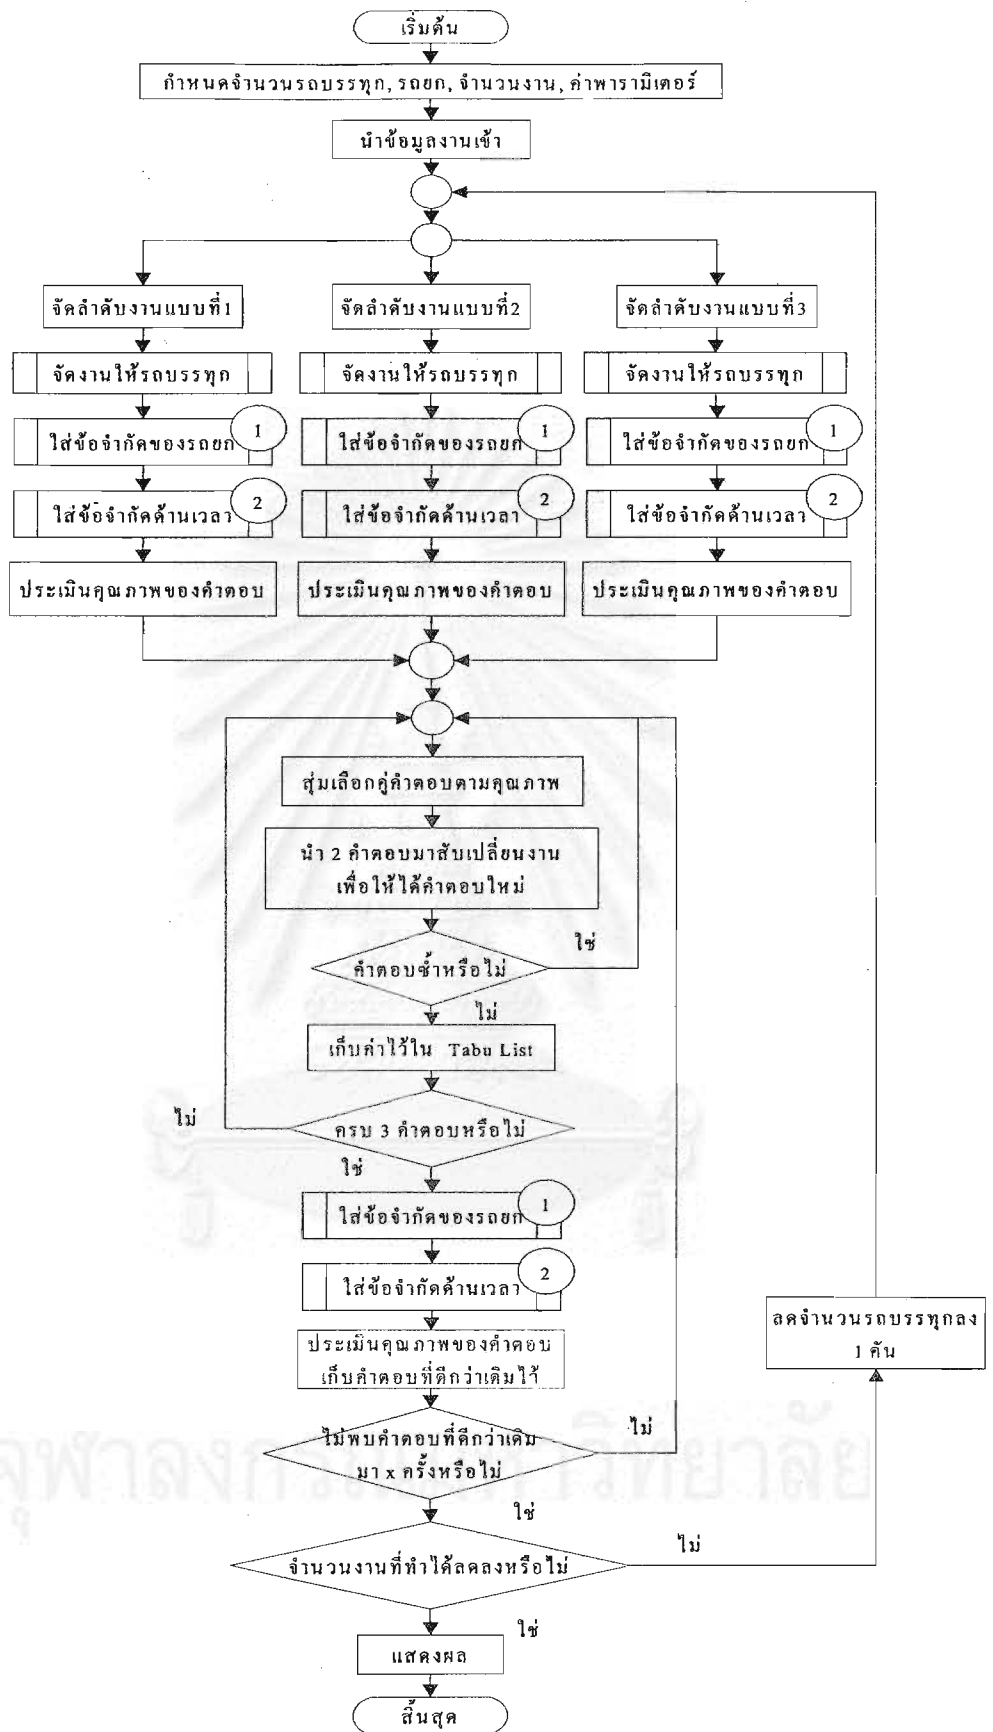 เริ่มต้น
กำหนดจำนวนรถบรรทุก, รถยก, จำนวนงาน, ค่าพารามิเตอร์
นำข้อมูลงานเข้า
จัดลำดับงานแบบที่1
จัดลำดับงานแบบที่2
จัดลำดับงานแบบที่3
จัดงานให้รถบรรทุก
จัดงานให้รถบรรทุก
จัดงานให้รถบรรทุก
ใส่ข้อจำกัดของรถยก
1
ใส่ข้อจำกัดของรถยก
1
ใส่ข้อจำกัดของรถยก
1
ใส่ข้อจำกัดด้านเวลา
2
ใส่ข้อจำกัดด้านเวลา
2
ใส่ข้อจำกัดด้านเวลา
2
ประเมินคุณภาพของคำตอบ
ประเมินคุณภาพของคำตอบ
ประเมินคุณภาพของคำตอบ
สุ่มเลือกคู่คำตอบตามคุณภาพ
นำ 2 คำตอบมาสับเปลี่ยนงาน
เพื่อให้ได้คำตอบใหม่
คำตอบซ้ำหรือไม่
ใช่
ไม่
เก็บค่าไว้ใน Tabu List
ครบ 3 คำตอบหรือไม่
ไม่
ใช่
ใส่ข้อจำกัดของรถยก
1
ใส่ข้อจำกัดด้านเวลา
2
ประเมินคุณภาพของคำตอบ
เก็บคำตอบที่ดีกว่าเดิมไว้
ลดจำนวนรถบรรทุกลง
1 คัน
ไม่พบคำตอบที่ดีกว่าเดิม
มา x ครั้งหรือไม่
ไม่
ใช่
จำนวนงานที่ทำได้ลดลงหรือไม่
ไม่
ใช่
แสดงผล
สิ้นสุด
จุฬาลงกรณ์มหาวิทยาลัย